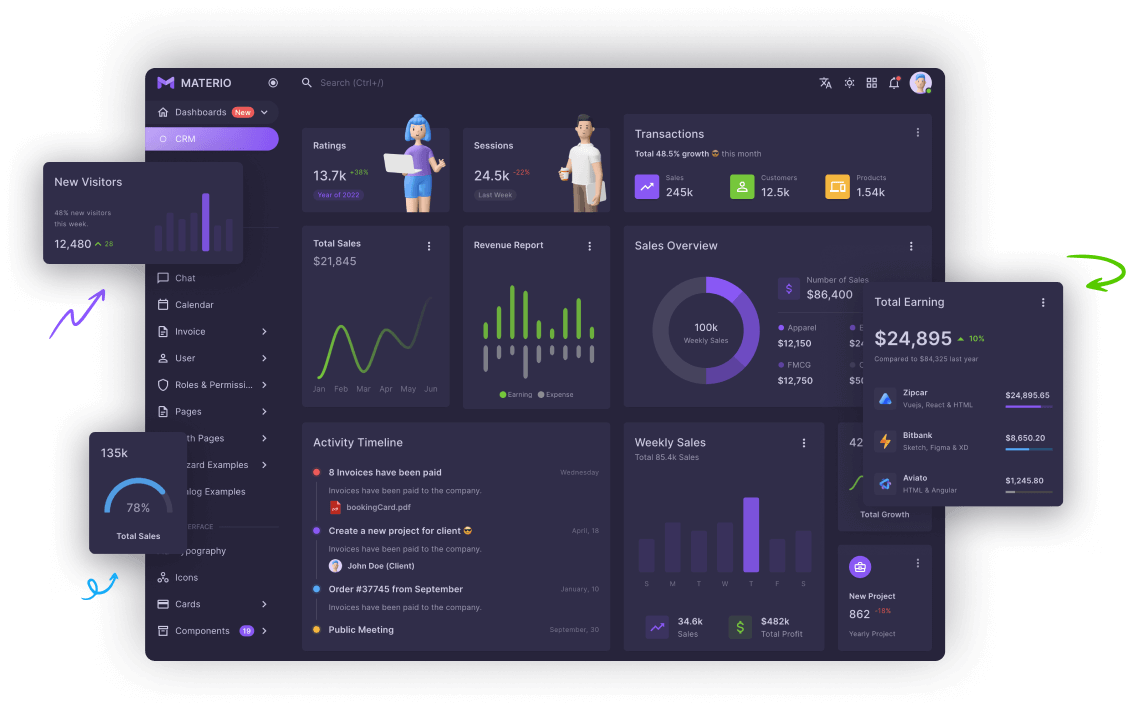 MATERIO
Search (Ctrl+/)
Dashboards New
CRM
New Visitors
48% new visitors
this week.
12,480 28
Chat
Calendar
Invoice
User
Roles & Permissi...
Pages
th Pages
zard Examples
alog Examples
135k
78%
Total Sales
ERFACE
ypography
Icons
Cards
Components 19
Ratings
13.7k +38%
Year of 2022
Sessions
24.5k -22%
Last Week
Transactions
Total 48.5% growth 😎 this month
Sales
245k
Customers
12.5k
Products
1.54k
Total Sales
$21,845
Jan Feb Mar Apr May Jun
Revenue Report
Earning Expense
Sales Overview
100k
Weekly Sales
Number of Sales
$86,400
Apparel
$12,150
E
$24
FMCG
$12,750
$50
Total Earning
$24,895 10%
Compared to $84,325 last year
Zipcar
Vuejs, React & HTML
$24,895.65
Bitbank
Sketch, Figma & XD
$8,650.20
Aviato
HTML & Angular
$1,245.80
Activity Timeline
8 Invoices have been paid Wednesday
Invoices have been paid to the company.
pdf bookingCard.pdf
Create a new project for client 😎 April, 18
Invoices have been paid to the company.
John Doe (Client)
Order #37745 from September January, 10
Invoices have been paid to the company.
Public Meeting September, 30
Weekly Sales
Total 85.4k Sales
S M T W T F S
34.6k
Sales
$482k
Total Profit
42
Total Growth
New Project
862 -18%
Yearly Project